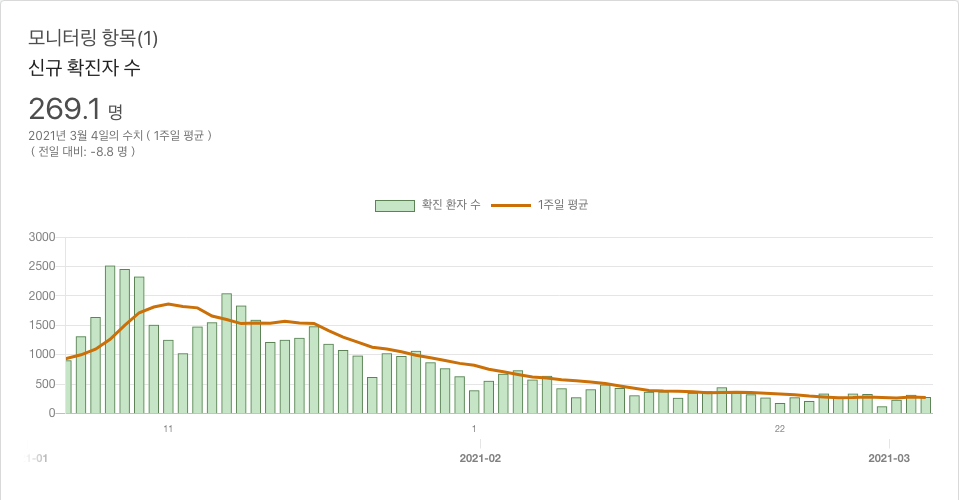 모니터링 항목(1)
신규 확진자 수
269.1 명
2021년 3월 4일의 수치 ( 1주일 평균 )
( 전일 대비: -8.8 명 )
확진 환자 수 1주일 평균
3000
2500
2000
1500
1000
500
0
11 1 22
-01 2021-02 2021-03